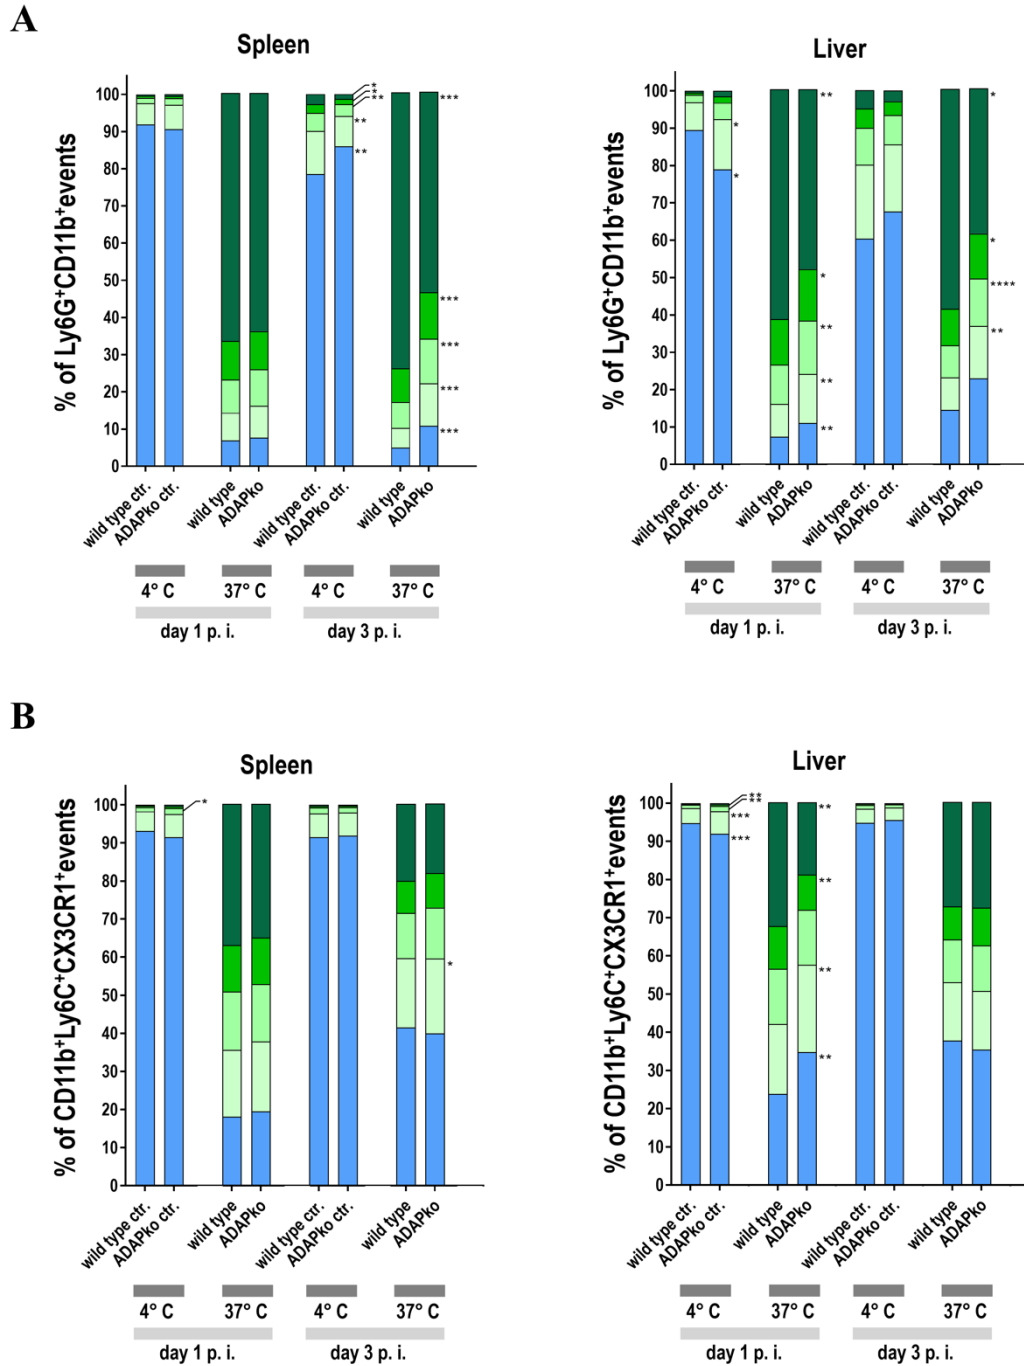 A
Spleen
% of Ly6G⁺CD11b⁺events
100
90
80
70
60
50
40
30
20
10
0
*
*
**
**
**
***
***
***
***
***
wild type ctr.
ADAPko ctr.
wild type
ADAPko
wild type ctr.
ADAPko ctr.
wild type
ADAPko
4° C
37° C
4° C
37° C
day 1 p. i.
day 3 p. i.
Liver
% of Ly6G⁺CD11b⁺events
100
90
80
70
60
50
40
30
20
10
0
*
*
**
*
**
**
**
*
*
****
**
wild type ctr.
ADAPko ctr.
wild type
ADAPko
wild type ctr.
ADAPko ctr.
wild type
ADAPko
4° C
37° C
4° C
37° C
day 1 p. i.
day 3 p. i.
B
Spleen
% of CD11b⁺Ly6C⁺CX3CR1⁺events
100
90
80
70
60
50
40
30
20
10
0
*
*
wild type ctr.
ADAPko ctr.
wild type
ADAPko
wild type ctr.
ADAPko ctr.
wild type
ADAPko
4° C
37° C
4° C
37° C
day 1 p. i.
day 3 p. i.
Liver
% of CD11b⁺Ly6C⁺CX3CR1⁺events
100
90
80
70
60
50
40
30
20
10
0
**
**
***
***
**
**
**
**
wild type ctr.
ADAPko ctr.
wild type
ADAPko
wild type ctr.
ADAPko ctr.
wild type
ADAPko
4° C
37° C
4° C
37° C
day 1 p. i.
day 3 p. i.